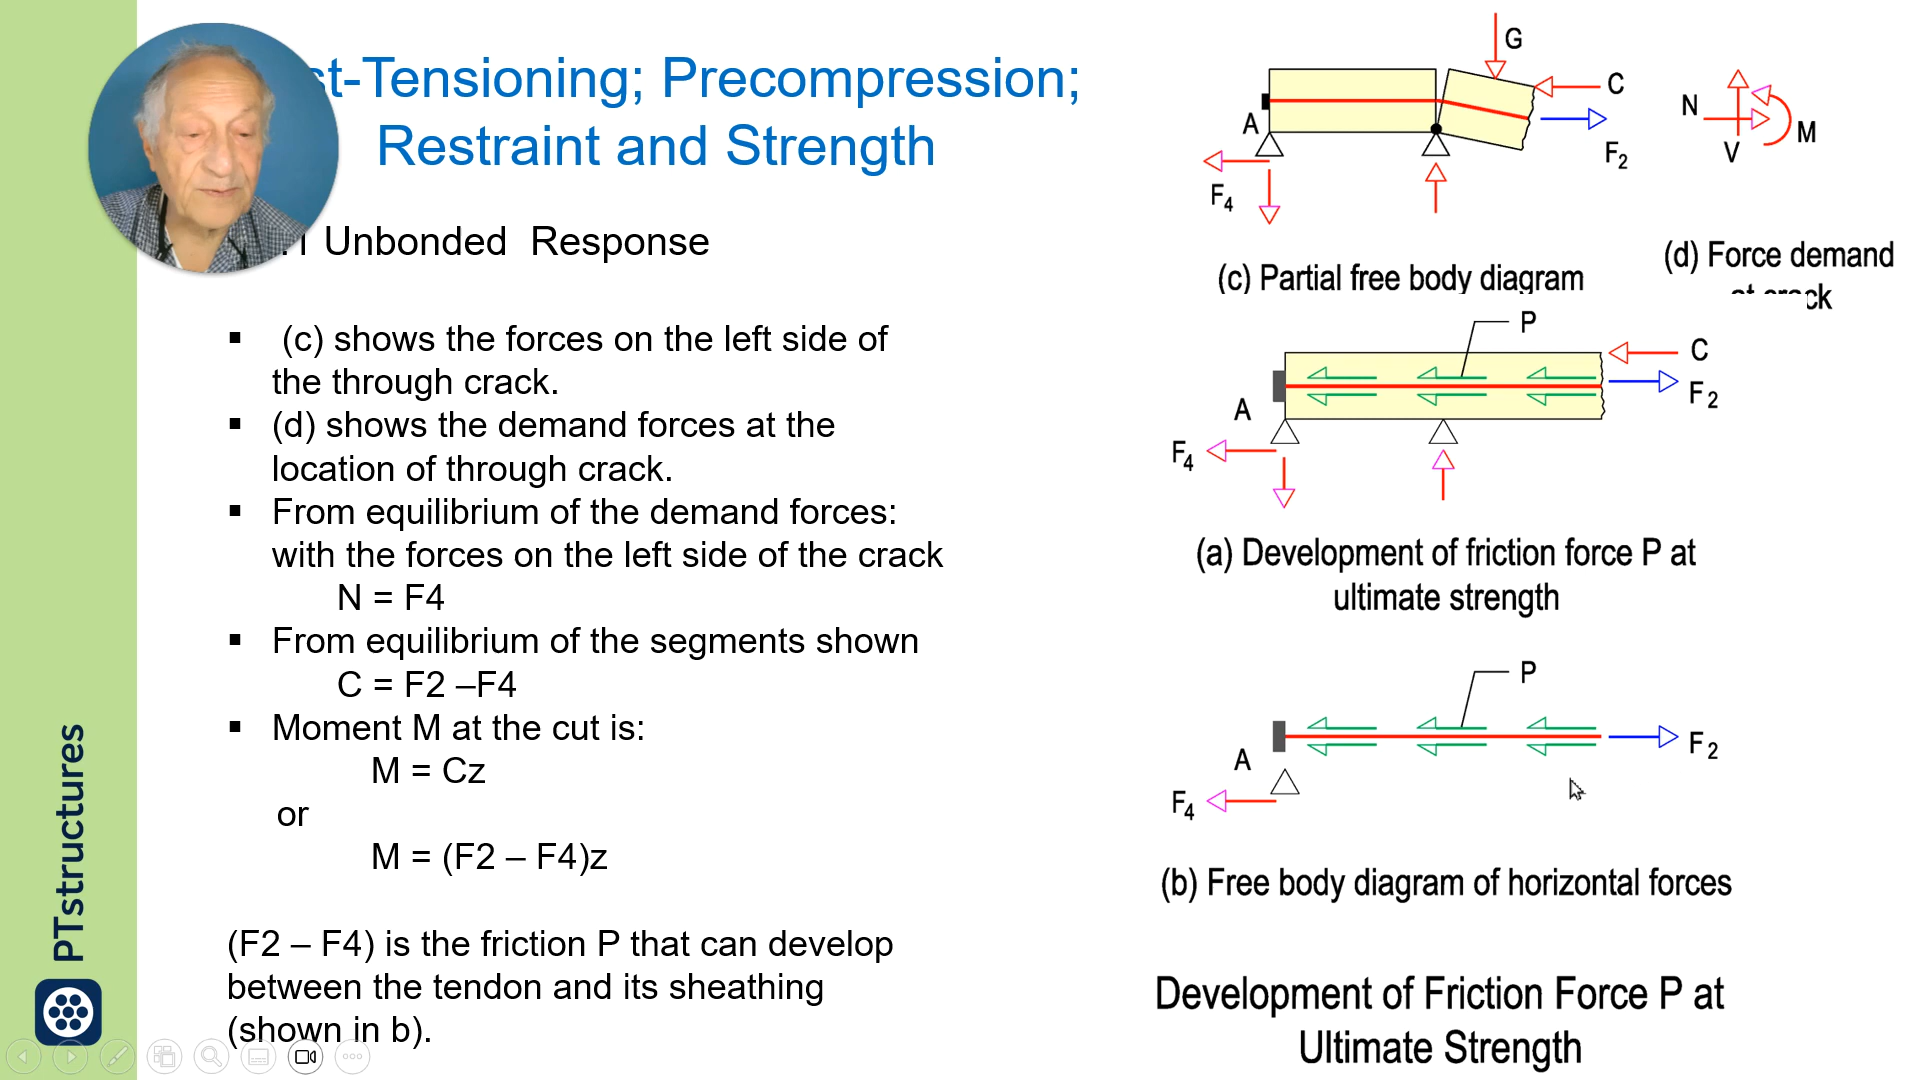 st-Tensioning; Precompression;
Restraint and Strength
.1 Unbonded Response
▪ (c) shows the forces on the left side of
the through crack.
▪ (d) shows the demand forces at the
location of through crack.
▪ From equilibrium of the demand forces:
with the forces on the left side of the crack
N = F4
▪ From equilibrium of the segments shown
C = F2 –F4
▪ Moment M at the cut is:
M = Cz
or
M = (F2 – F4)z
(F2 – F4) is the friction P that can develop
between the tendon and its sheathing
(shown in b).
PTstructures
G
C
A
F2
F4
N
V
M
(c) Partial free body diagram
(d) Force demand
at crack
P
C
F2
A
F4
(a) Development of friction force P at
ultimate strength
P
F2
A
F4
(b) Free body diagram of horizontal forces
Development of Friction Force P at
Ultimate Strength